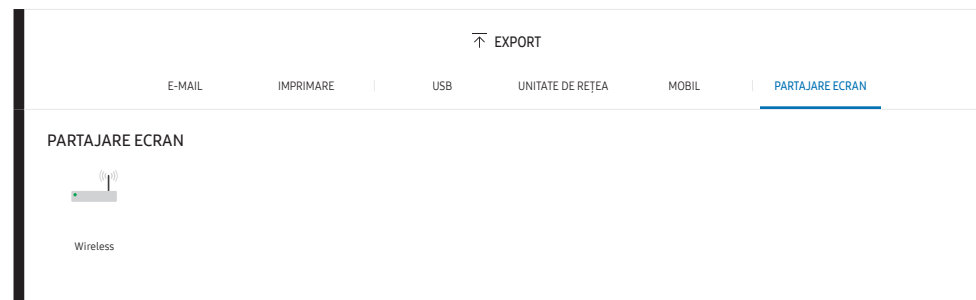 EXPORT
E-MAIL IMPRIMARE USB UNITATE DE REȚEA MOBIL PARTAJARE ECRAN
PARTAJARE ECRAN
Wireless